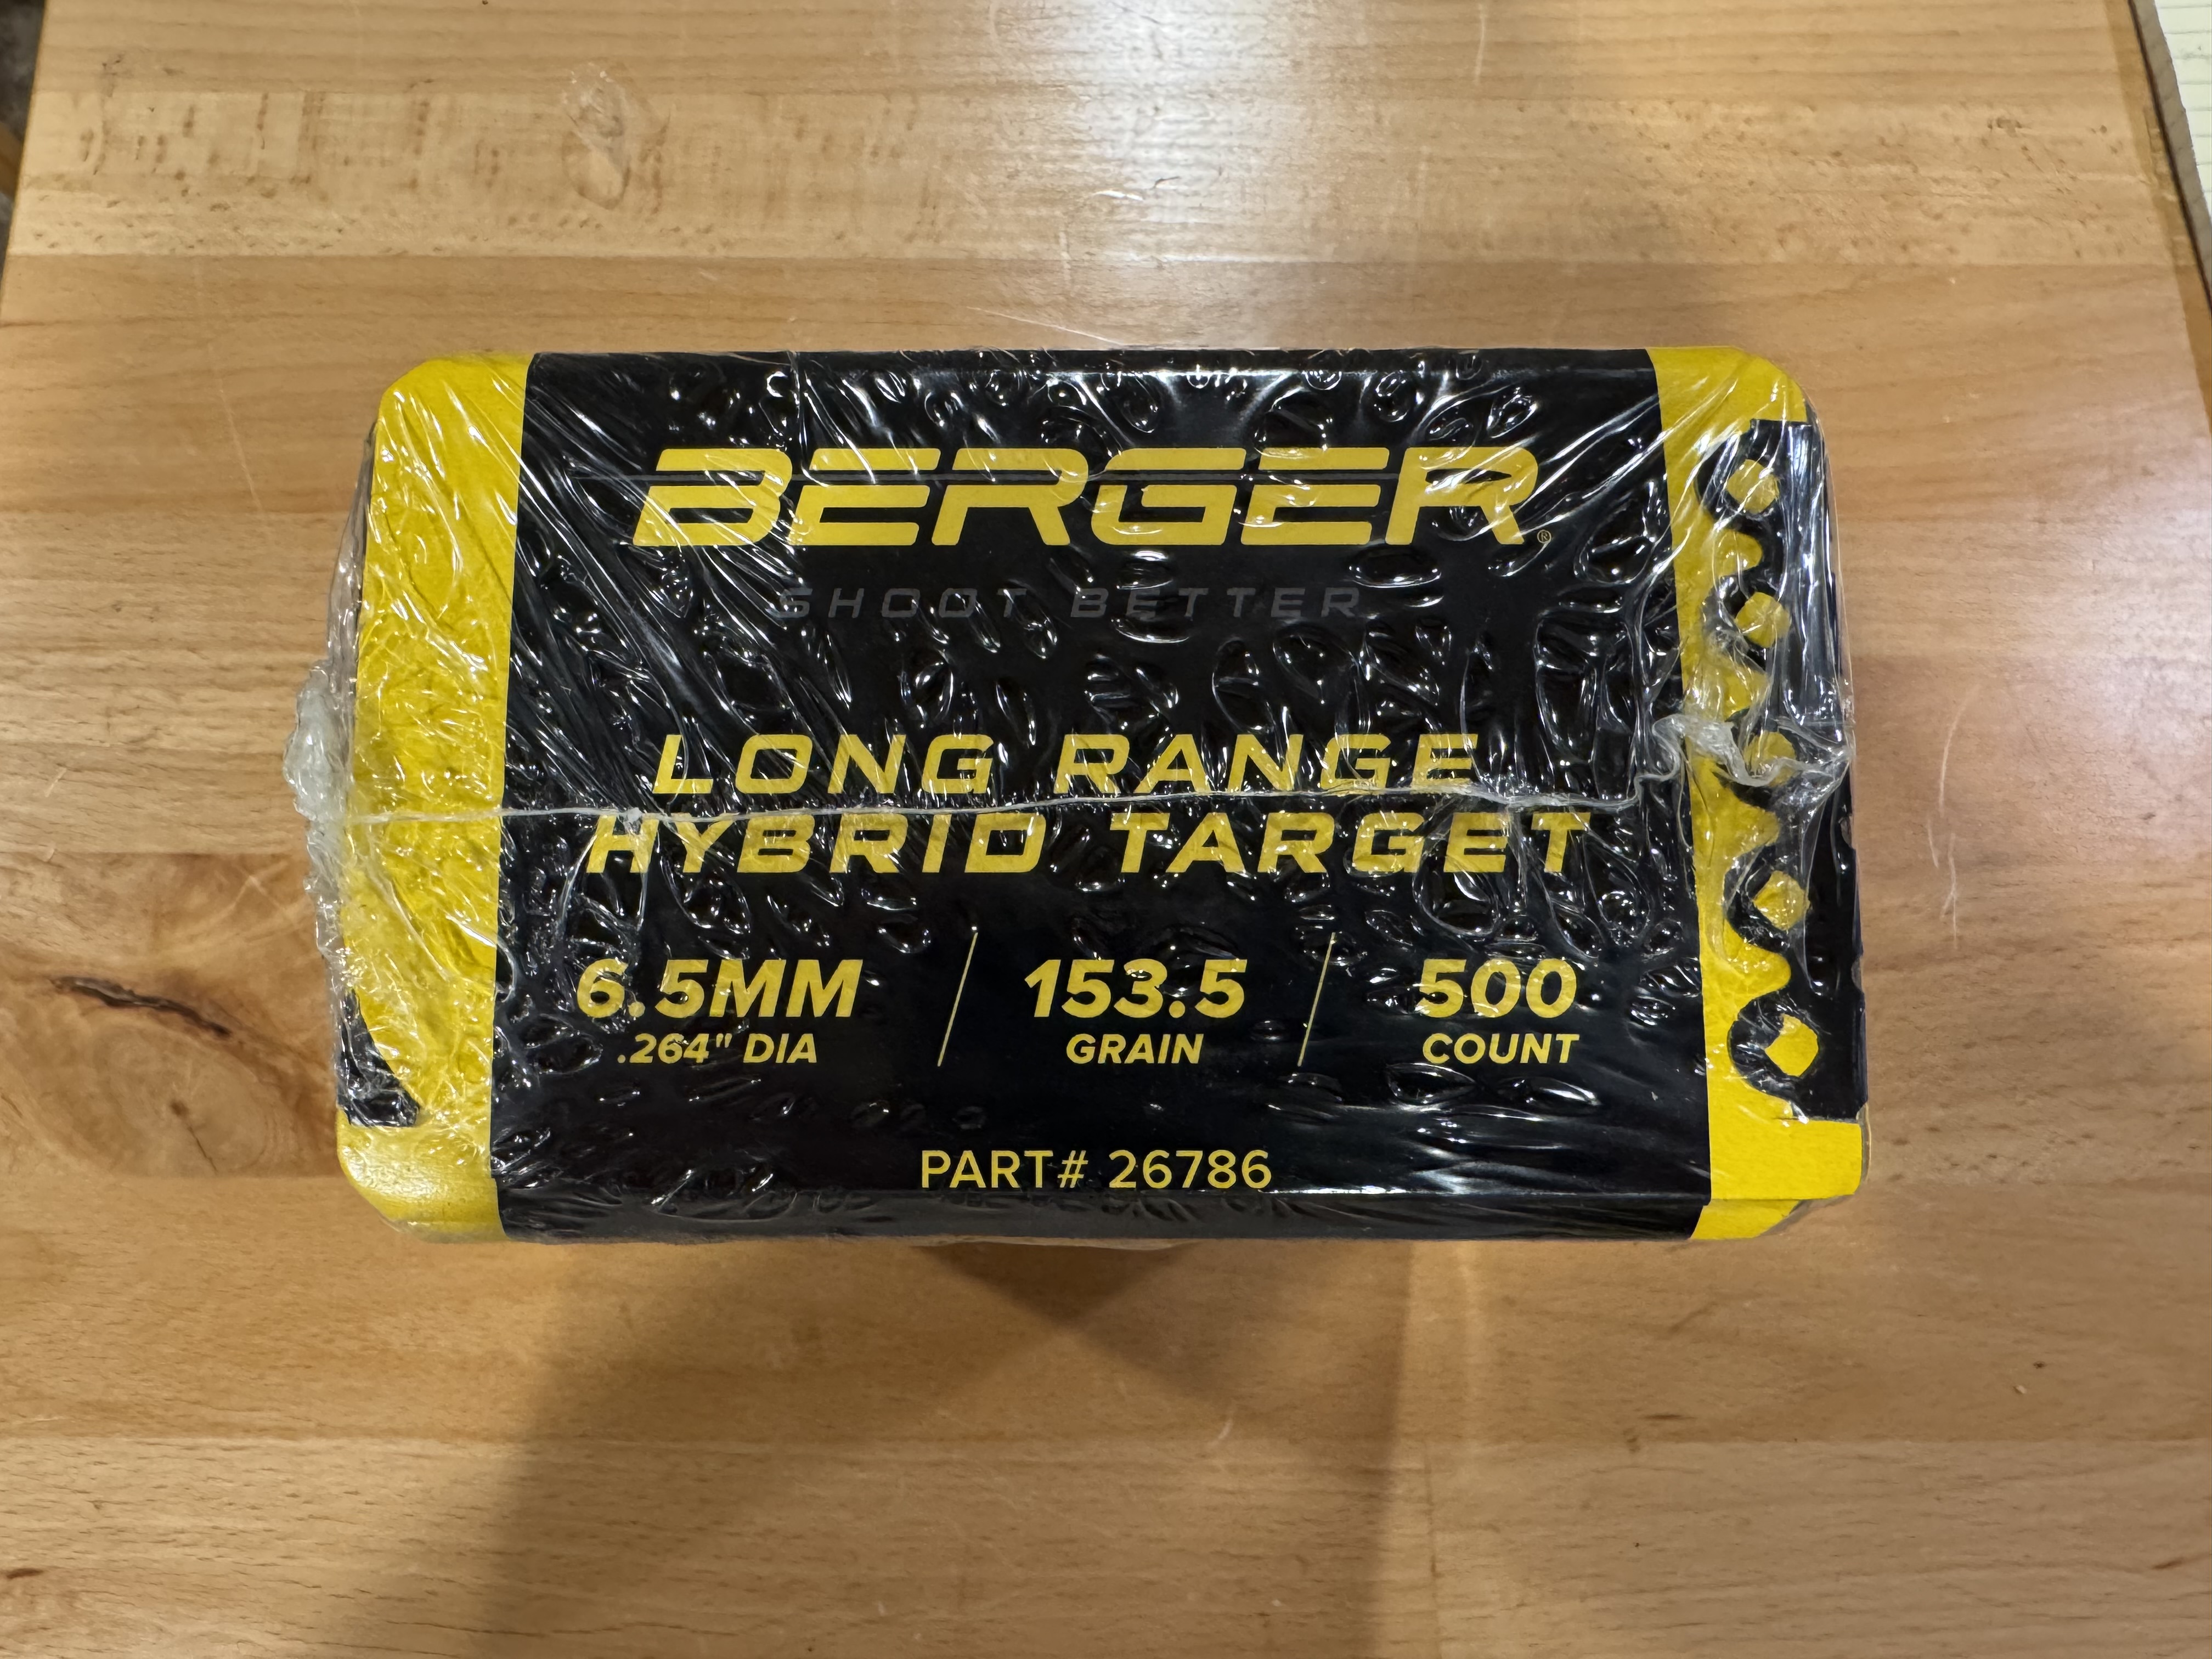 BERGER®
SHOOT BETTER
LONG RANGE
HYBRID TARGET
6.5MM / 153.5 / 500
.264" DIA GRAIN COUNT
PART# 26786